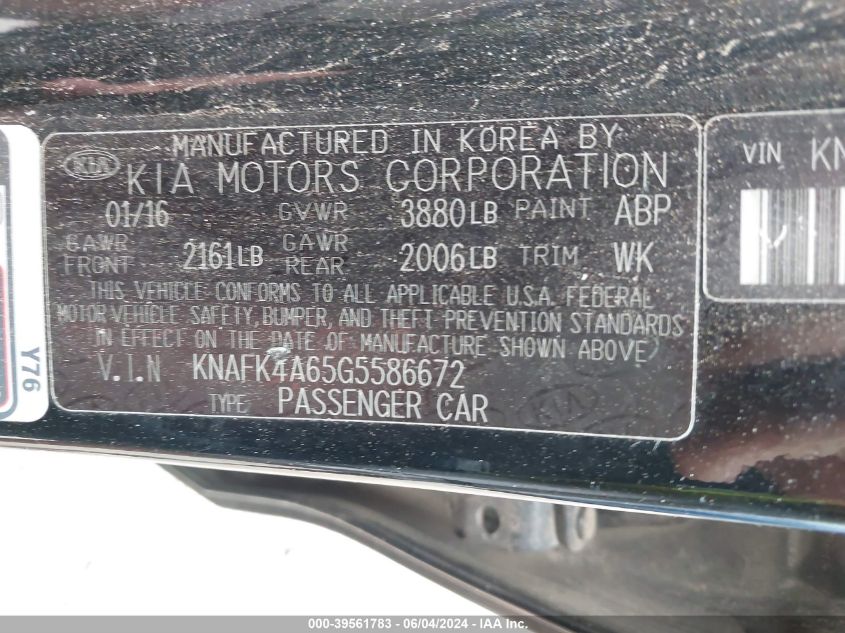 MANUFACTURED IN KOREA BY
KIA KIA MOTORS CORPORATION
01/16 GVWR 3880LB PAINT ABP
GAWR FRONT 2161LB GAWR REAR 2006LB TRIM WK
THIS VEHICLE CONFORMS TO ALL APPLICABLE U.S.A. FEDERAL
MOTOR VEHICLE SAFETY, BUMPER, AND THEFT PREVENTION STANDARDS
IN EFFECT ON THE DATE OF MANUFACTURE SHOWN ABOVE.
V.I.N KNAFK4A65G5586672
TYPE PASSENGER CAR
KIA
VIN KN
Y76
000-39561783 - 06/04/2024 - IAA Inc.